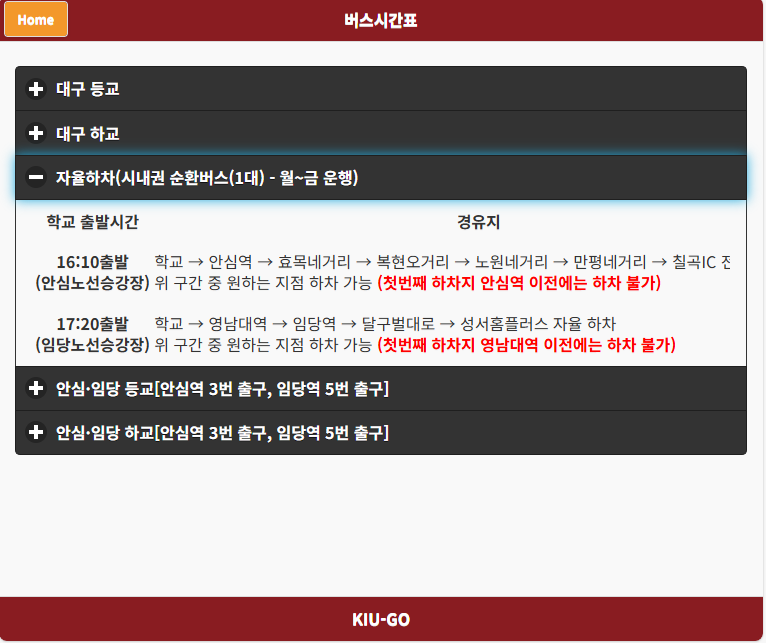 Home
버스시간표
대구 등교
대구 하교
자율하차(시내권 순환버스(1대) - 월~금 운행)
학교 출발시간 경유지
16:10출발 학교 → 안심역 → 효목네거리 → 복현오거리 → 노원네거리 → 만평네거리 → 칠곡IC
(안심노선승강장) 위 구간 중 원하는 지점 하차 가능 (첫번째 하차지 안심역 이전에는 하차 불가)
17:20출발 학교 → 영남대역 → 임당역 → 달구벌대로 → 성서홈플러스 자율 하차
(임당노선승강장) 위 구간 중 원하는 지점 하차 가능 (첫번째 하차지 영남대역 이전에는 하차 불가)
안심·임당 등교[안심역 3번 출구, 임당역 5번 출구]
안심·임당 하교[안심역 3번 출구, 임당역 5번 출구]
KIU-GO